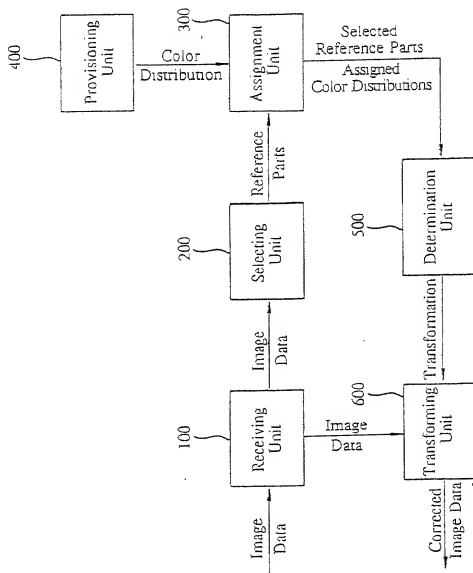 400
Provisioning
Unit
Color
Distribution
300
Assignment
Unit
Selected
Reference Parts
Assigned
Color Distributions
Reference
Parts
200
Selecting
Unit
Image
Data
100
Receiving
Unit
Image
Data
Image
Data
500
Determination
Unit
Transformation
600
Transforming
Unit
Corrected
Image Data